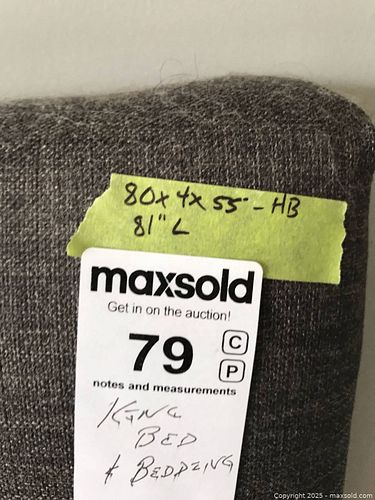 80x4x55" - HB
81" L
maxsold
Get in on the auction!
79
C
P
notes and measurements
KING
BED
& BEDDING
Copyright 2025 - maxsold.com